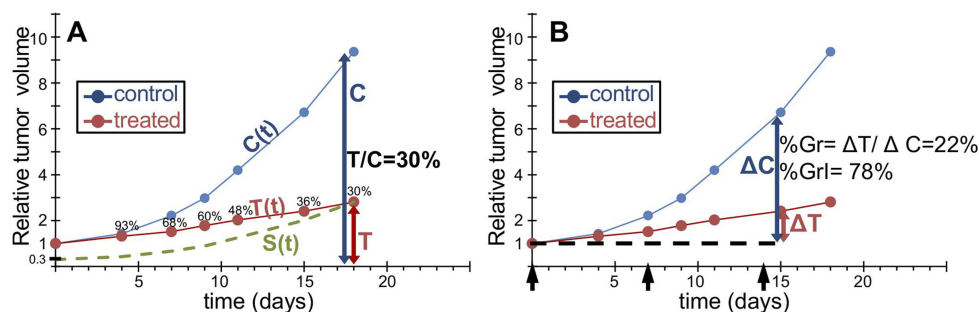 A
Relative tumor volume
10
8
6
4
2
1
0.3
control
treated
C(t)
C
T/C=30%
93%
68%
60%
48%
36%
30%
T(t)
S(t)
T
5
10
15
20
time (days)
B
Relative tumor volume
10
8
6
4
2
1
control
treated
ΔC
%Gr= ΔT/ Δ C=22%
%GrI= 78%
ΔT
5
10
15
20
time (days)